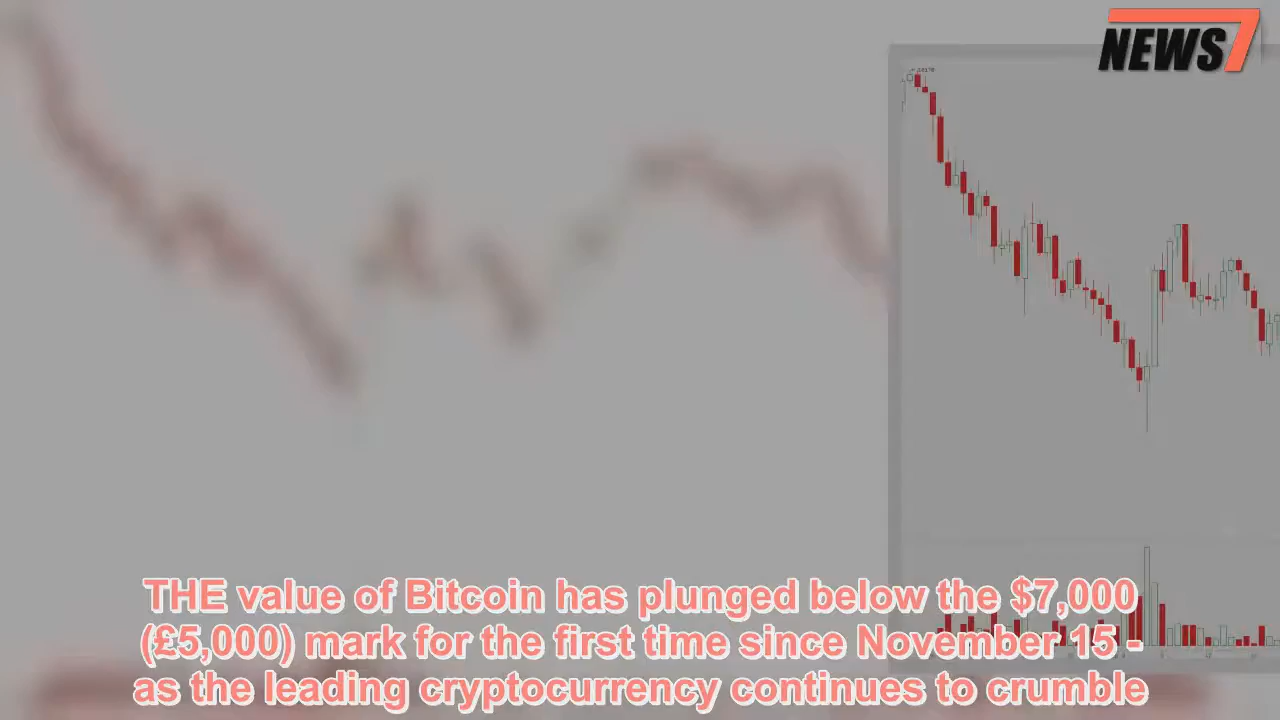 NEWS7
THE value of Bitcoin has plunged below the $7,000
(£5,000) mark for the first time since November 15 -
as the leading cryptocurrency continues to crumble